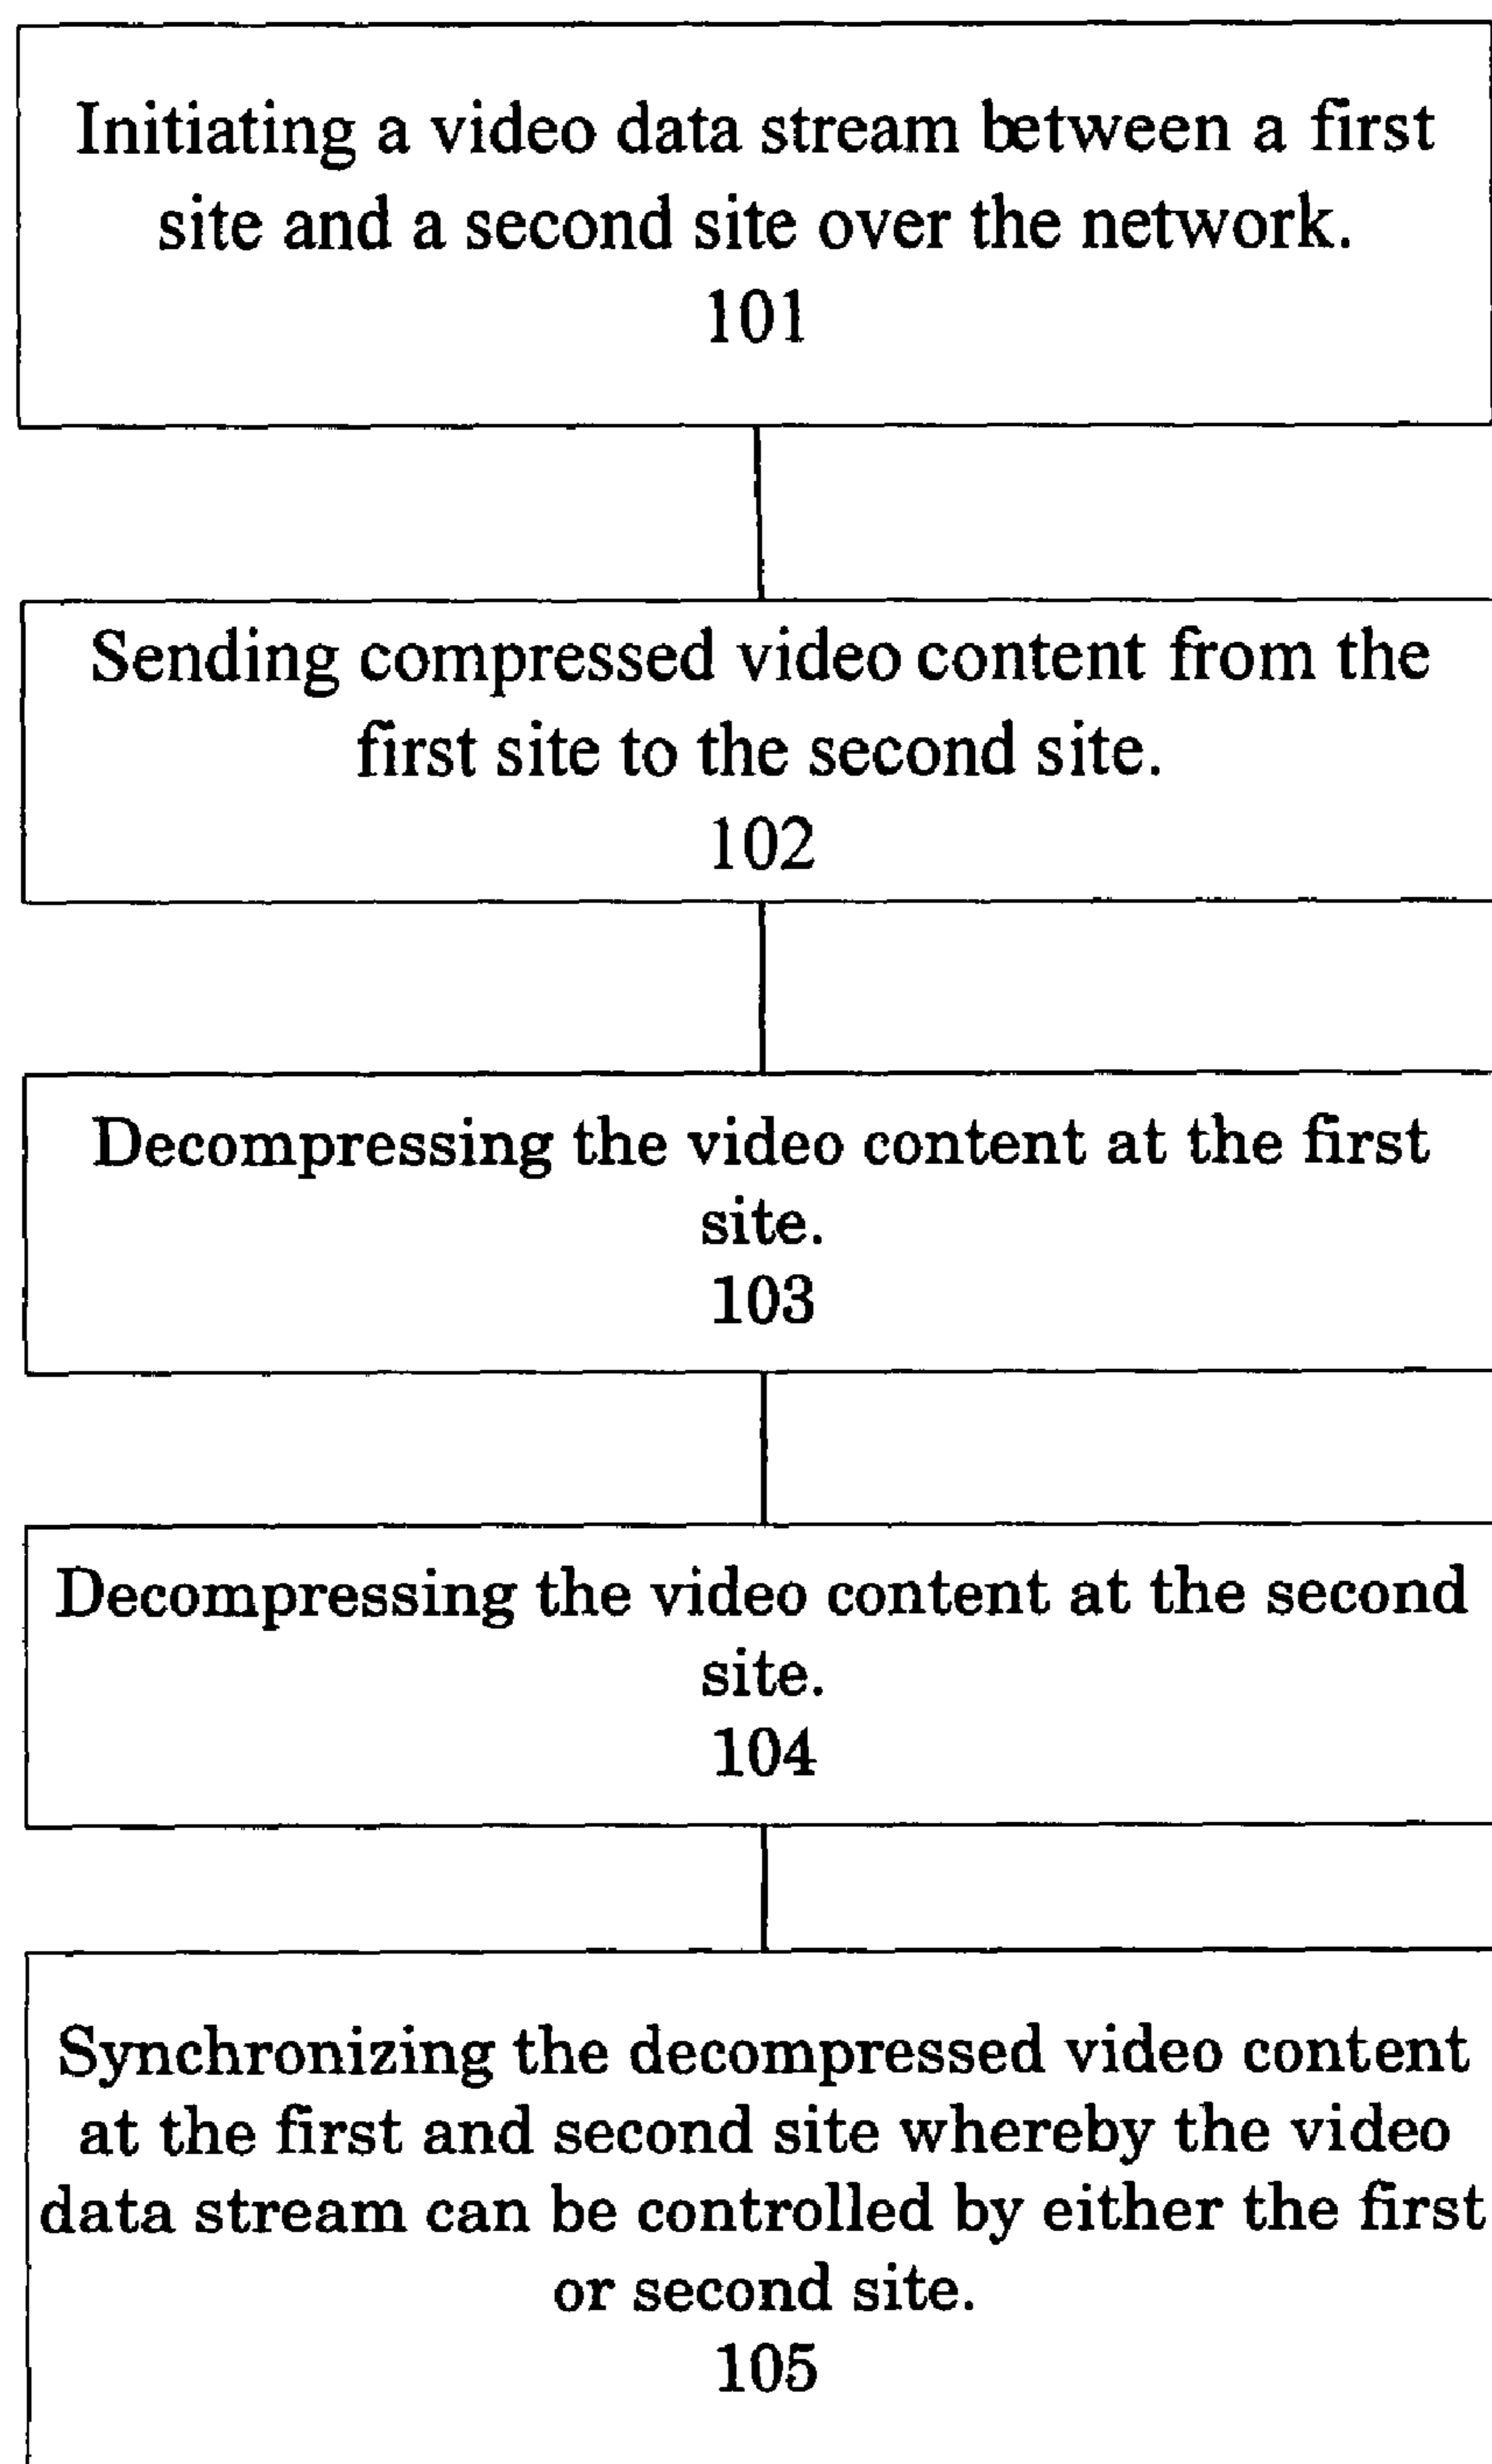 Initiating a video data stream between a first
site and a second site over the network.
101
Sending compressed video content from the
first site to the second site.
102
Decompressing the video content at the first
site.
103
Decompressing the video content at the second
site.
104
Synchronizing the decompressed video content
at the first and second site whereby the video
data stream can be controlled by either the first
or second site.
105